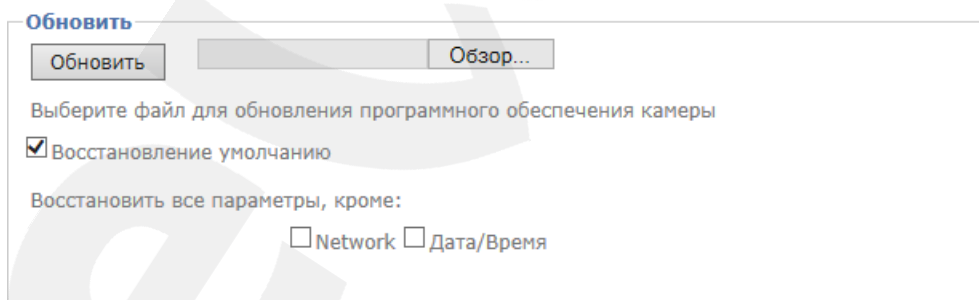 Обновить
Обновить Обзор...
Выберите файл для обновления программного обеспечения камеры
Восстановление умолчанию
Восстановить все параметры, кроме:
Network Дата/Время